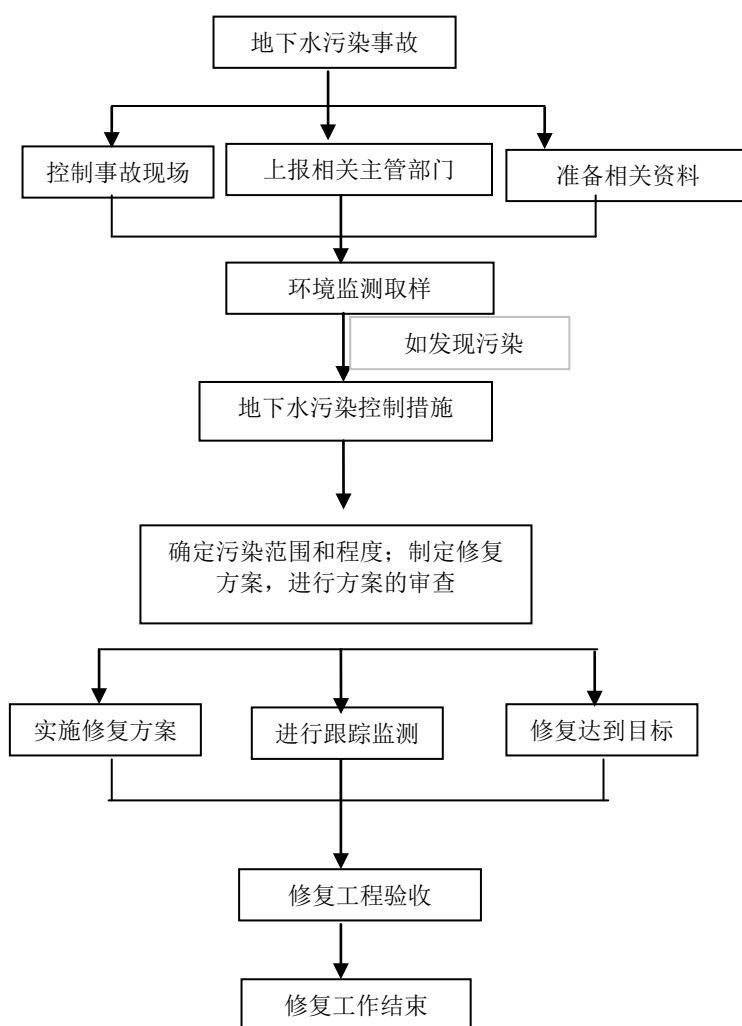 地下水污染事故
控制事故现场
上报相关主管部门
准备相关资料
环境监测取样
如发现污染
地下水污染控制措施
确定污染范围和程度；制定修复
方案，进行方案的审查
实施修复方案
进行跟踪监测
修复达到目标
修复工程验收
修复工作结束